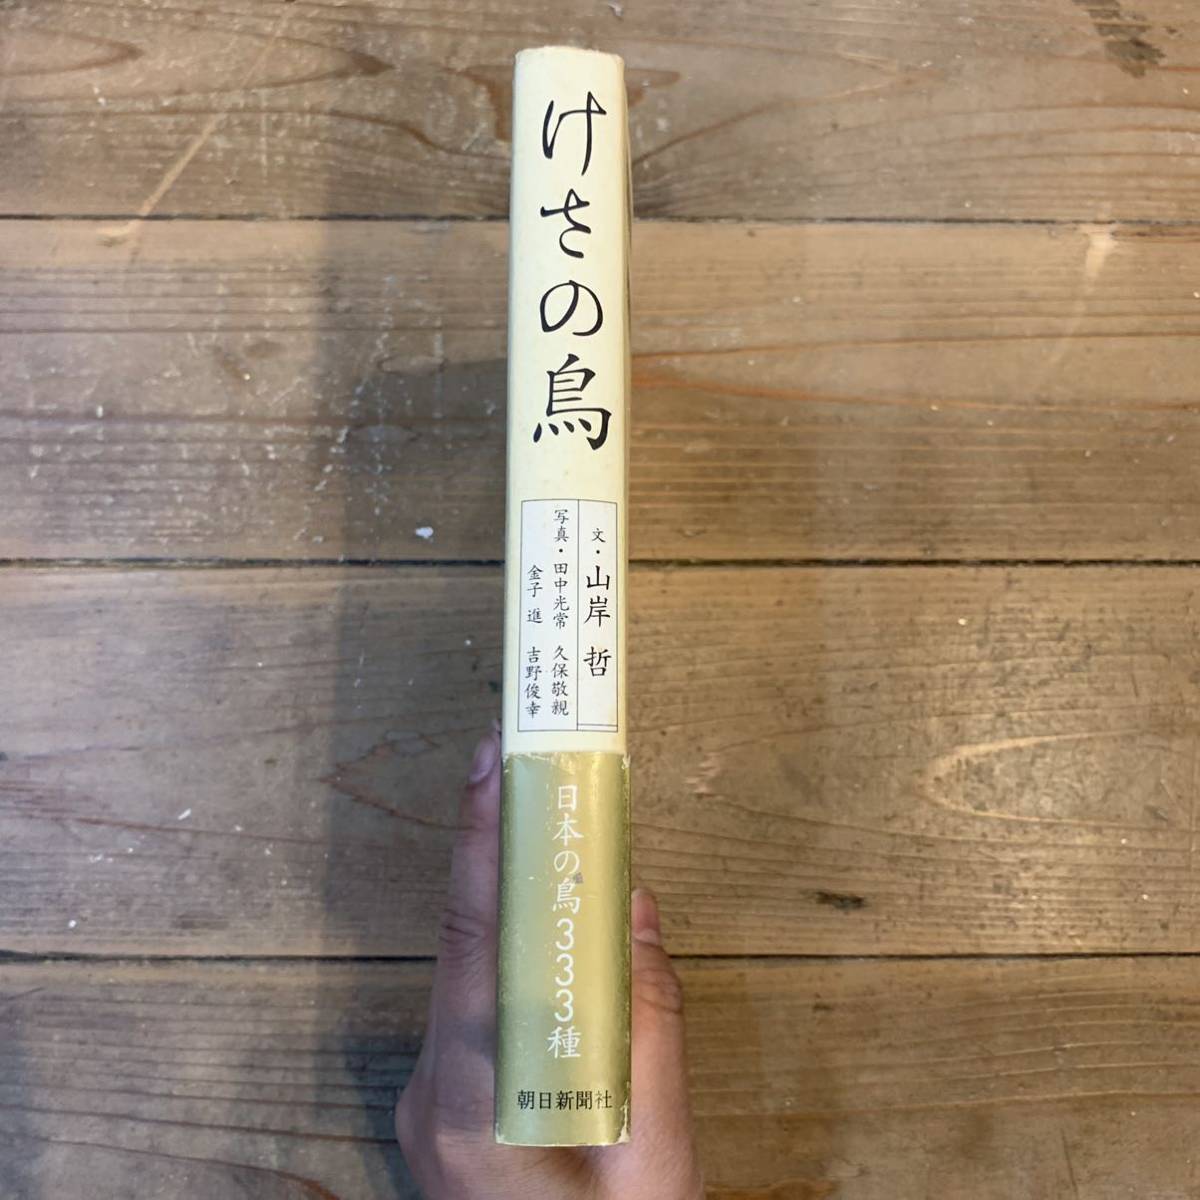 けさの鳥
文・山岸 哲
写真・田中光常 久保敬親
金子 進 吉野俊幸
日本の鳥333種
朝日新聞社